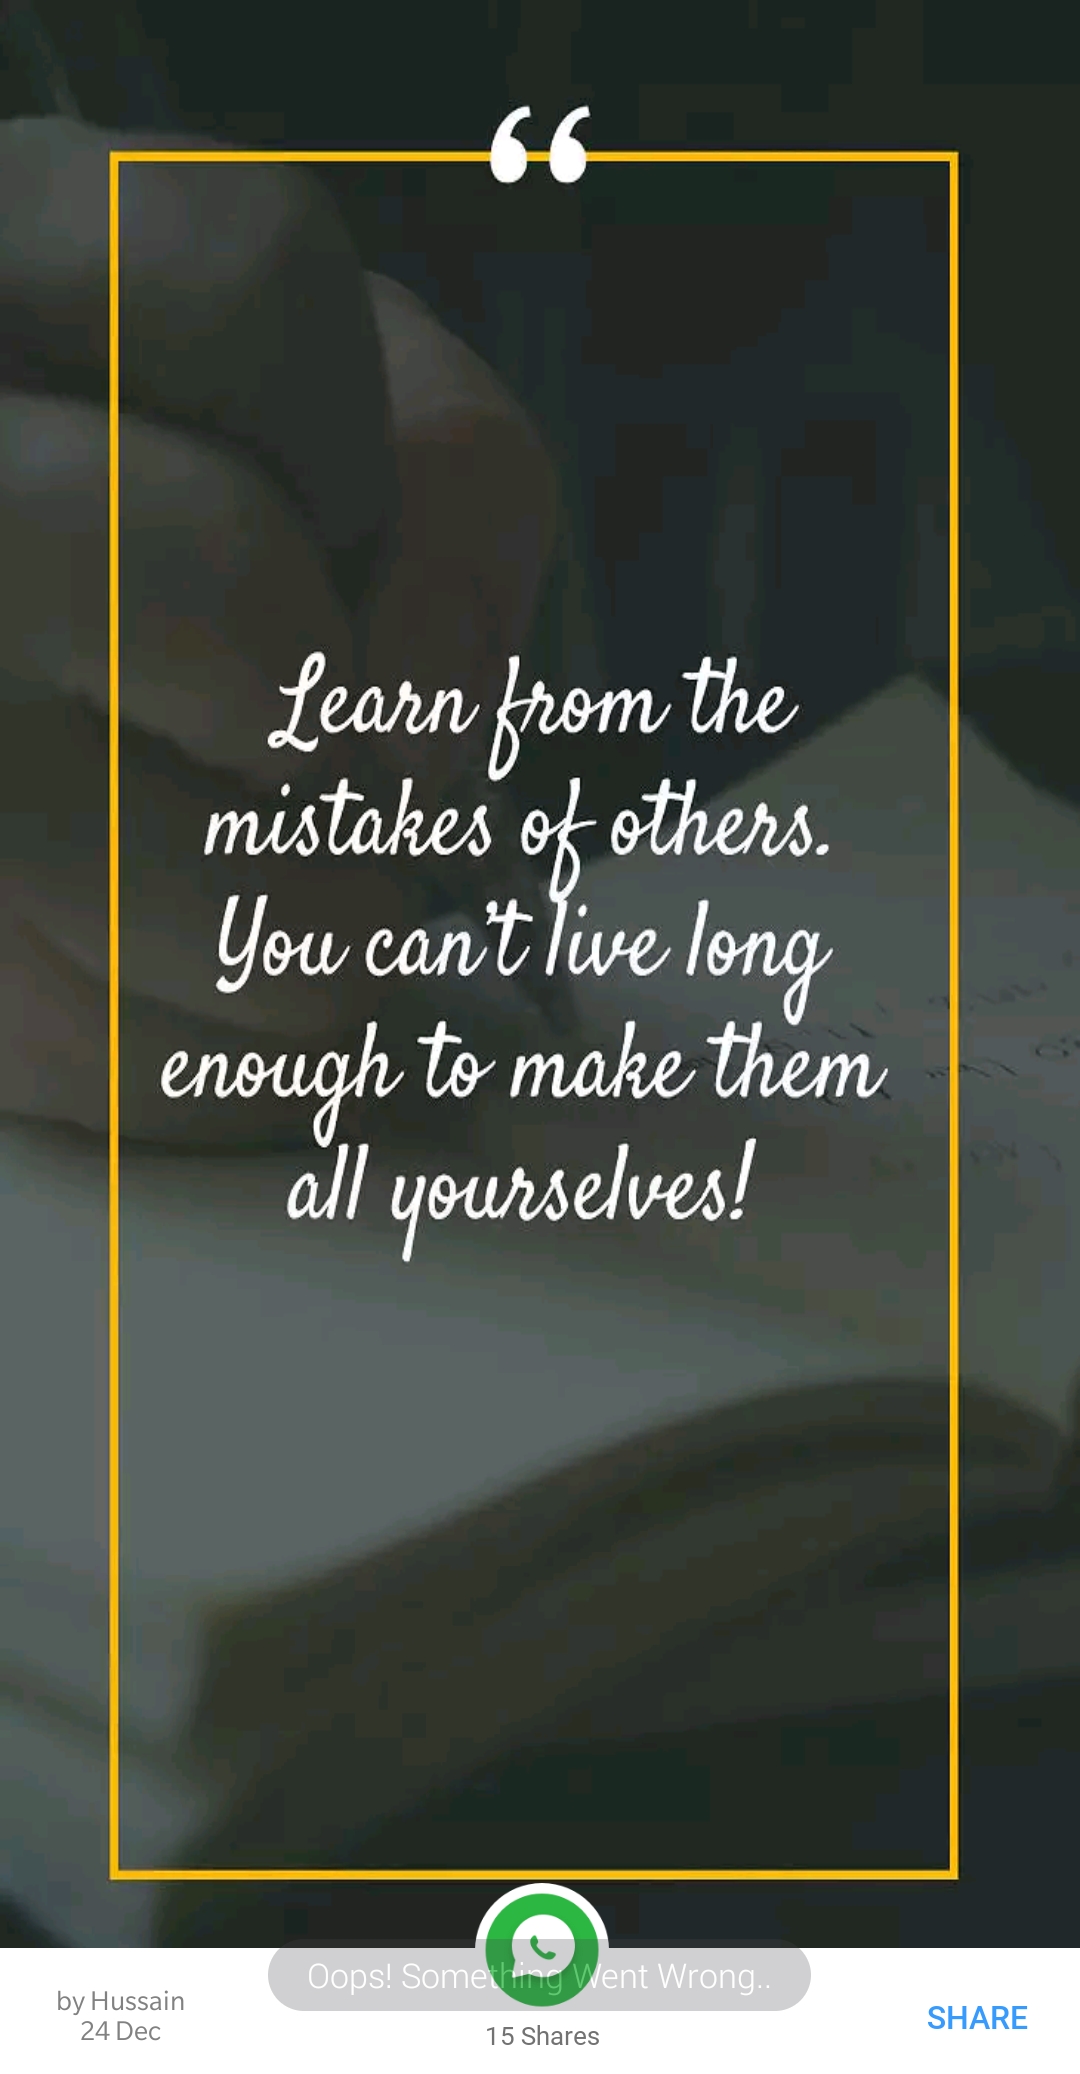 “
Learn from the
mistakes of others.
You can't live long
enough to make them
all yourselves!
Oops! Something Went Wrong..
by Hussain
24 Dec
15 Shares
SHARE